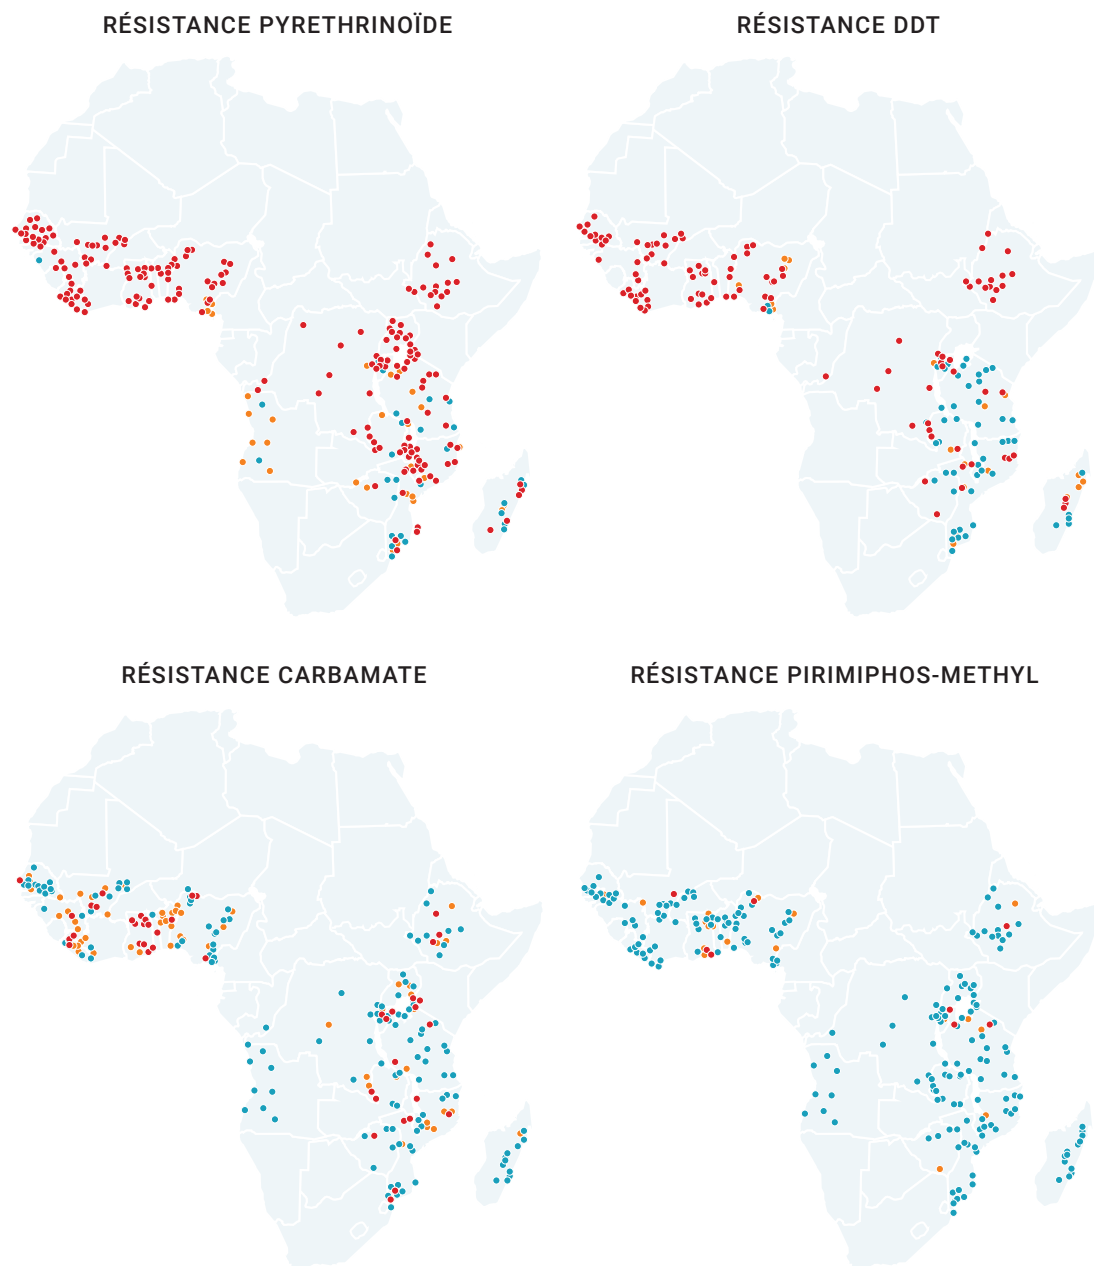 RÉSISTANCE PYRETHRINOÏDE
RÉSISTANCE DDT
RÉSISTANCE CARBAMATE
RÉSISTANCE PIRIMIPHOS-METHYL